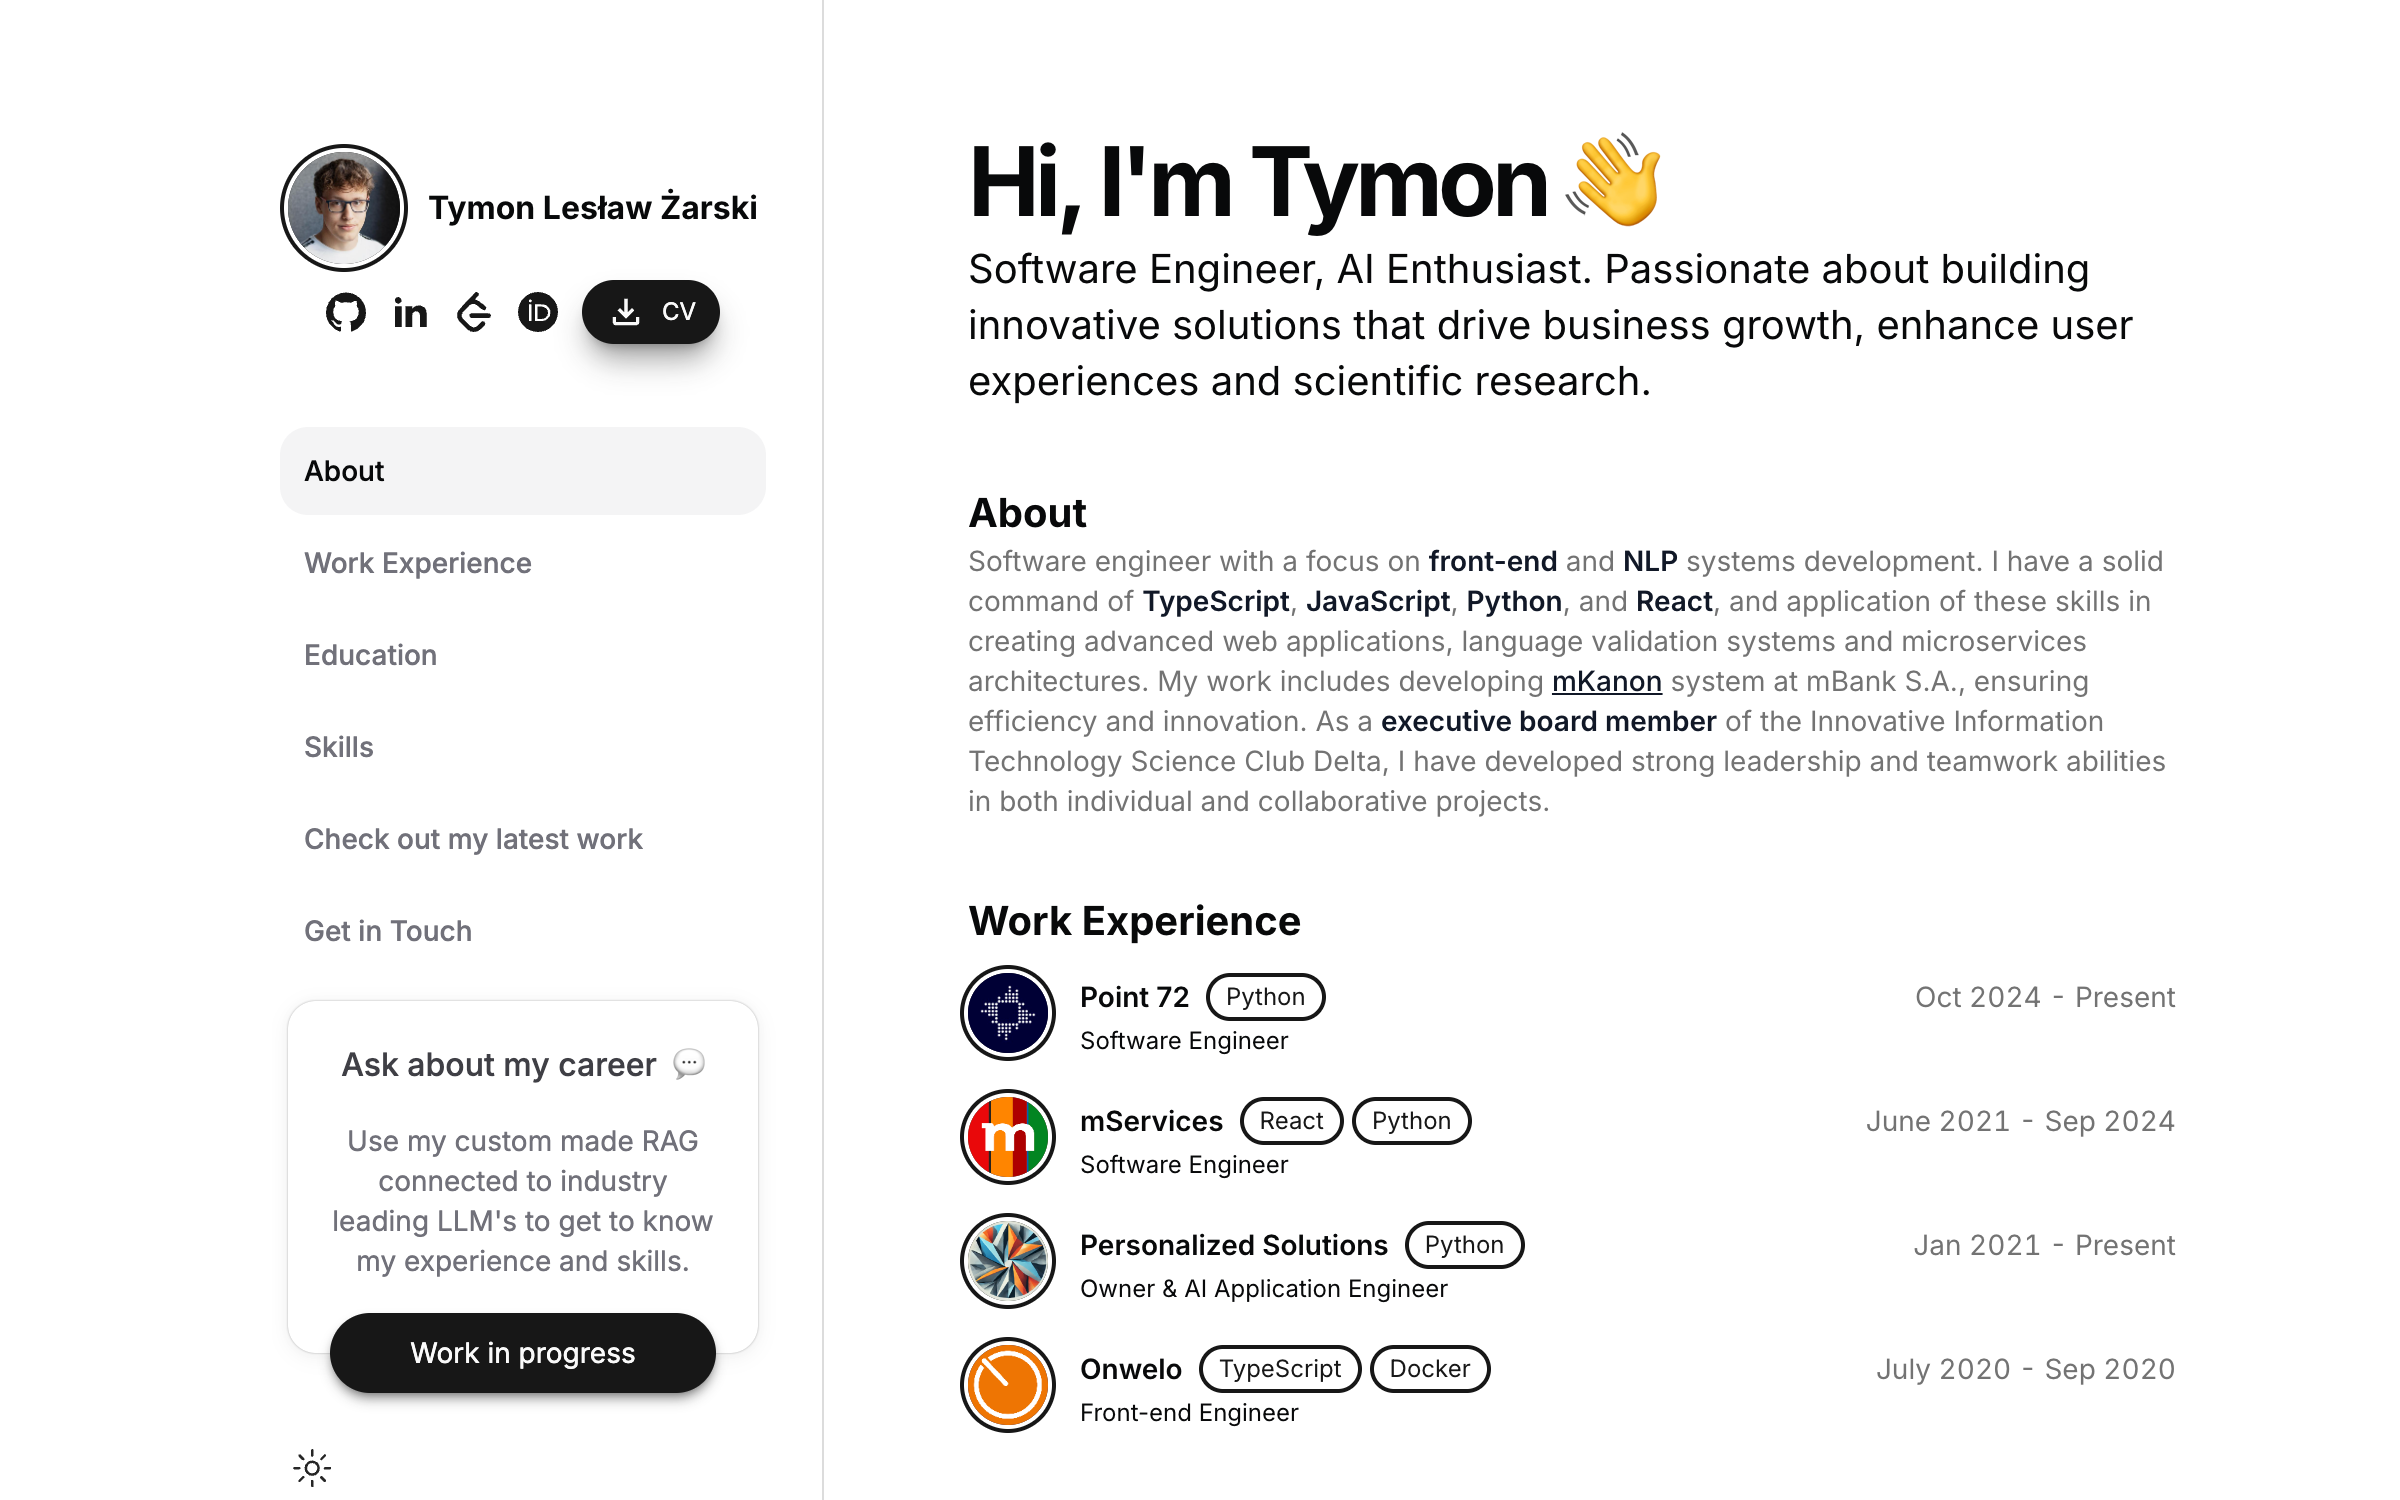 Tymon Lesław Żarski
iD
CV
About
Work Experience
Education
Skills
Check out my latest work
Get in Touch
Ask about my career
Use my custom made RAG
connected to industry
leading LLM's to get to know
my experience and skills.
Work in progress
Hi, I'm Tymon 👋
Software Engineer, AI Enthusiast. Passionate about building
innovative solutions that drive business growth, enhance user
experiences and scientific research.
About
Software engineer with a focus on front-end and NLP systems development. I have a solid
command of TypeScript, JavaScript, Python, and React, and application of these skills in
creating advanced web applications, language validation systems and microservices
architectures. My work includes developing mKanon system at mBank S.A., ensuring
efficiency and innovation. As a executive board member of the Innovative Information
Technology Science Club Delta, I have developed strong leadership and teamwork abilities
in both individual and collaborative projects.
Work Experience
Point 72 Python Oct 2024 - Present
Software Engineer
m
mServices React Python June 2021 - Sep 2024
Software Engineer
Personalized Solutions Python Jan 2021 - Present
Owner & AI Application Engineer
Onwelo TypeScript Docker July 2020 - Sep 2020
Front-end Engineer